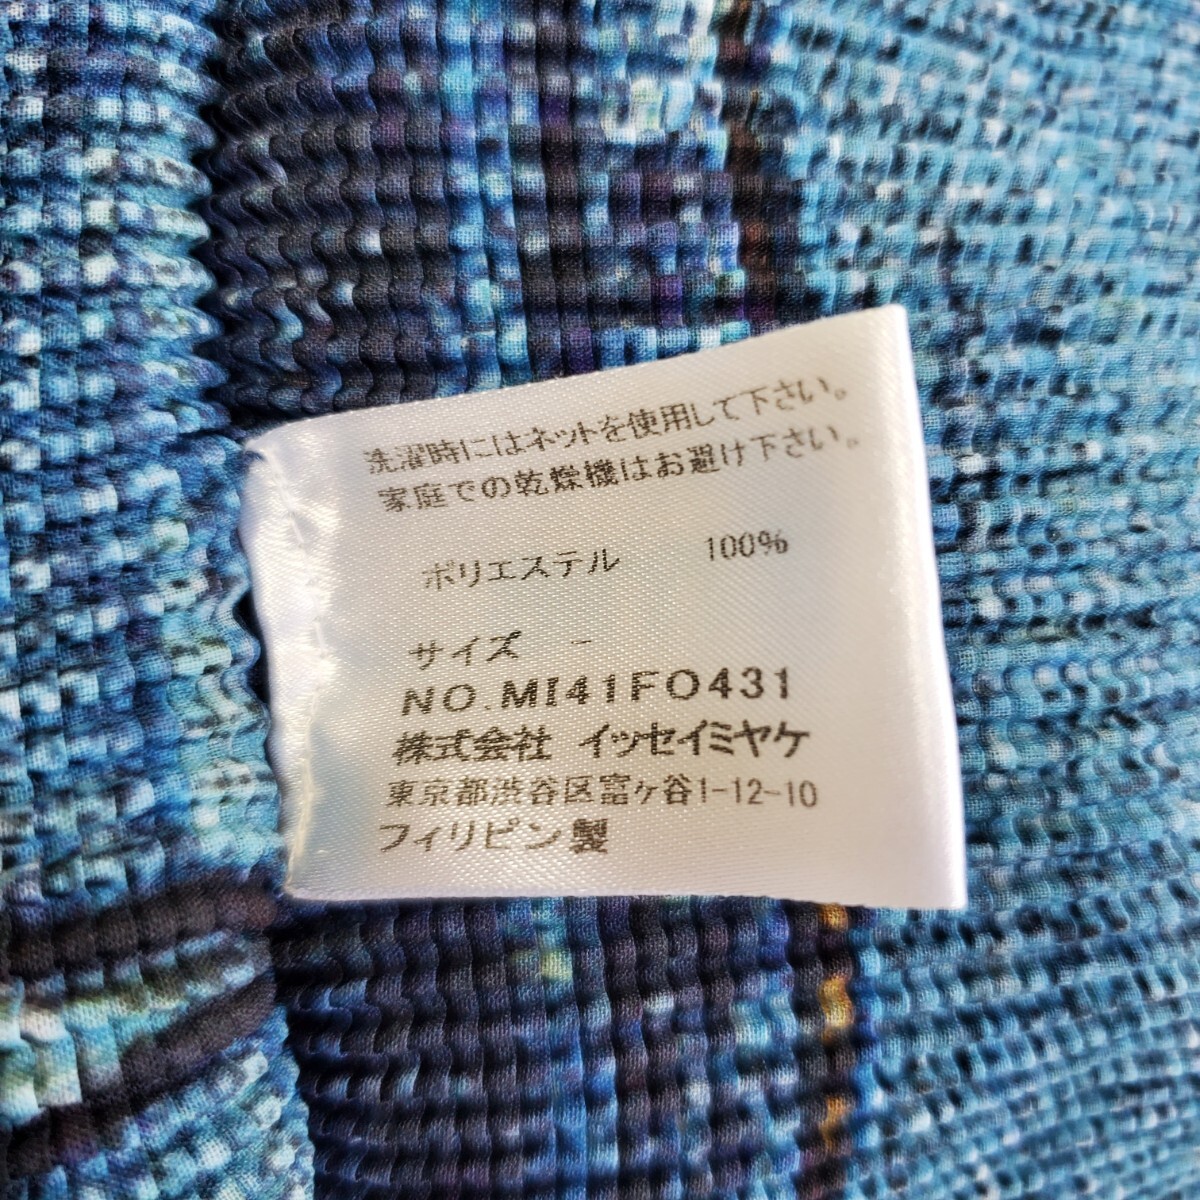 洗濯時にはネットを使用して下さい。
家庭での乾燥機はお避け下さい。
ポリエステル 100%
サイズ -
NO.MI41FO431
株式会社 イッセイミヤケ
東京都渋谷区富ヶ谷1-12-10
フィリピン製